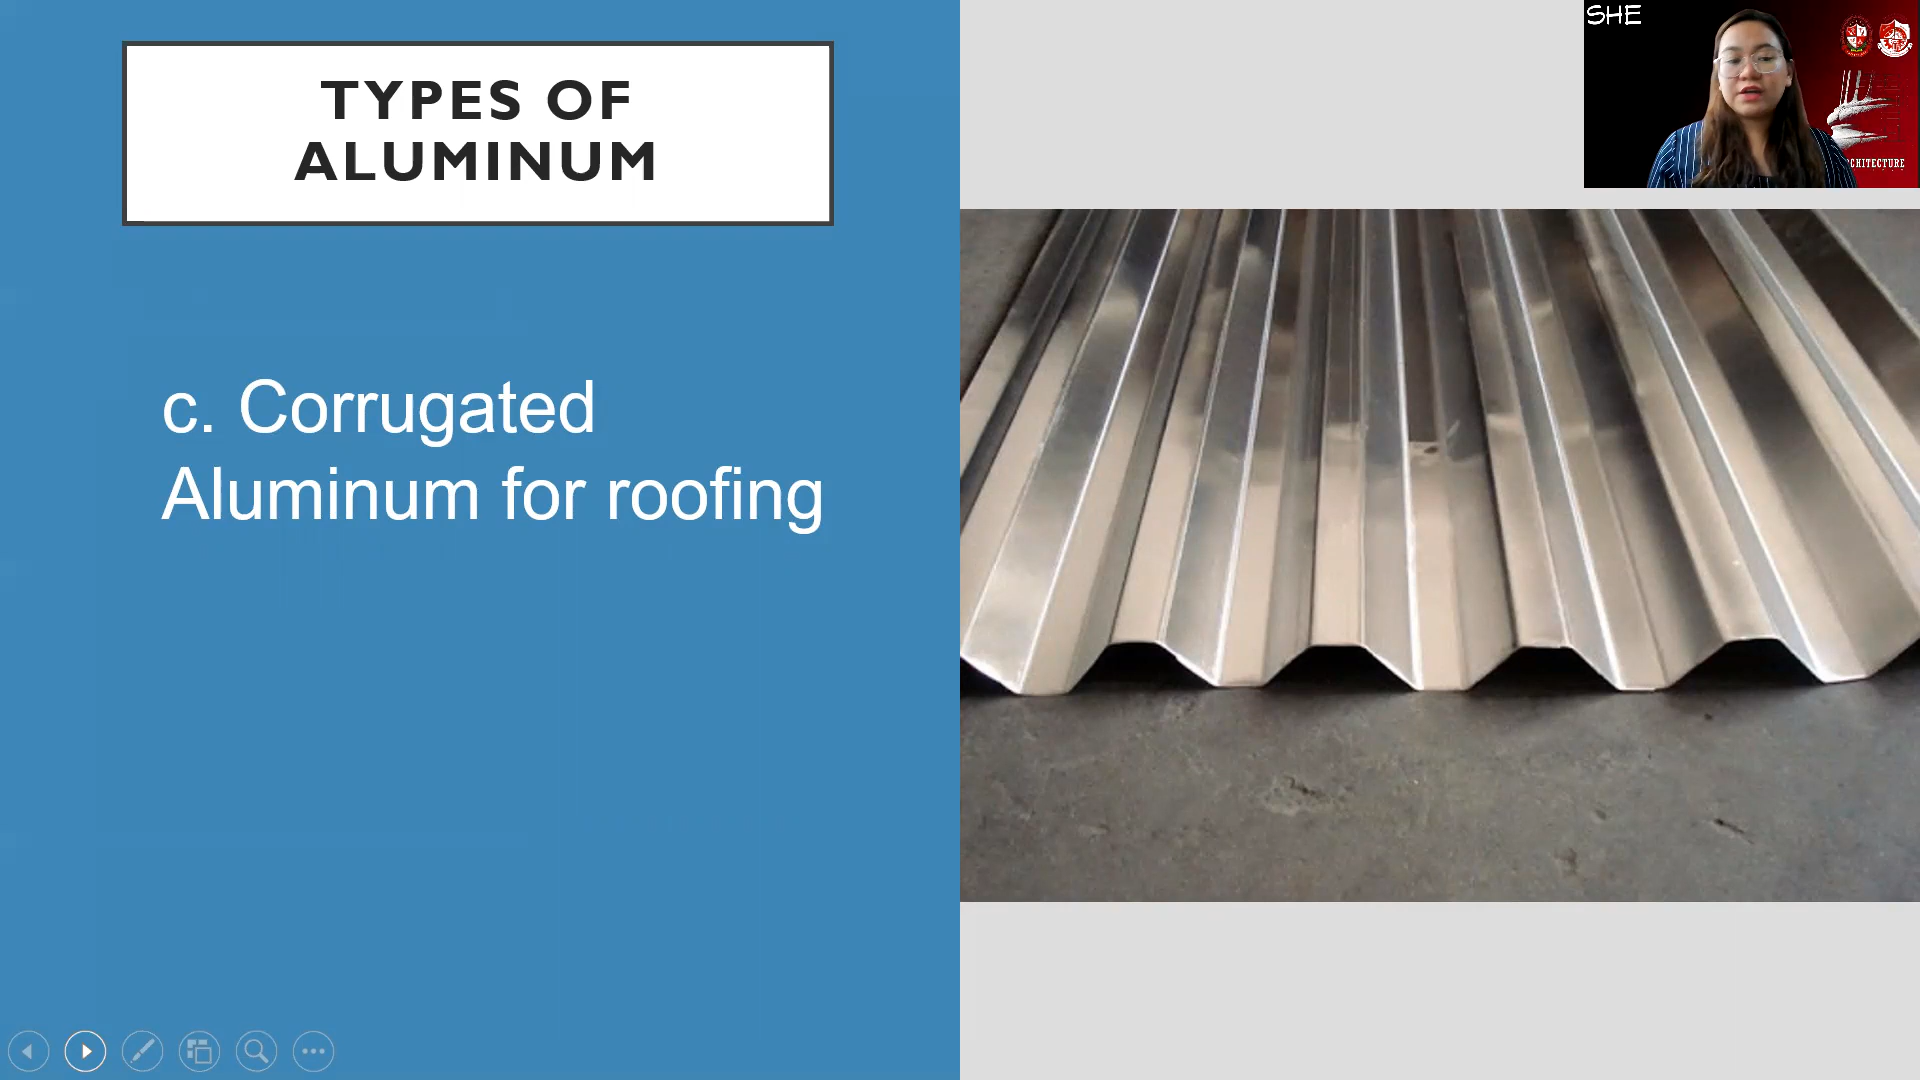 TYPES OF
ALUMINUM
c. Corrugated
Aluminum for roofing
SHE
CHITECTURE